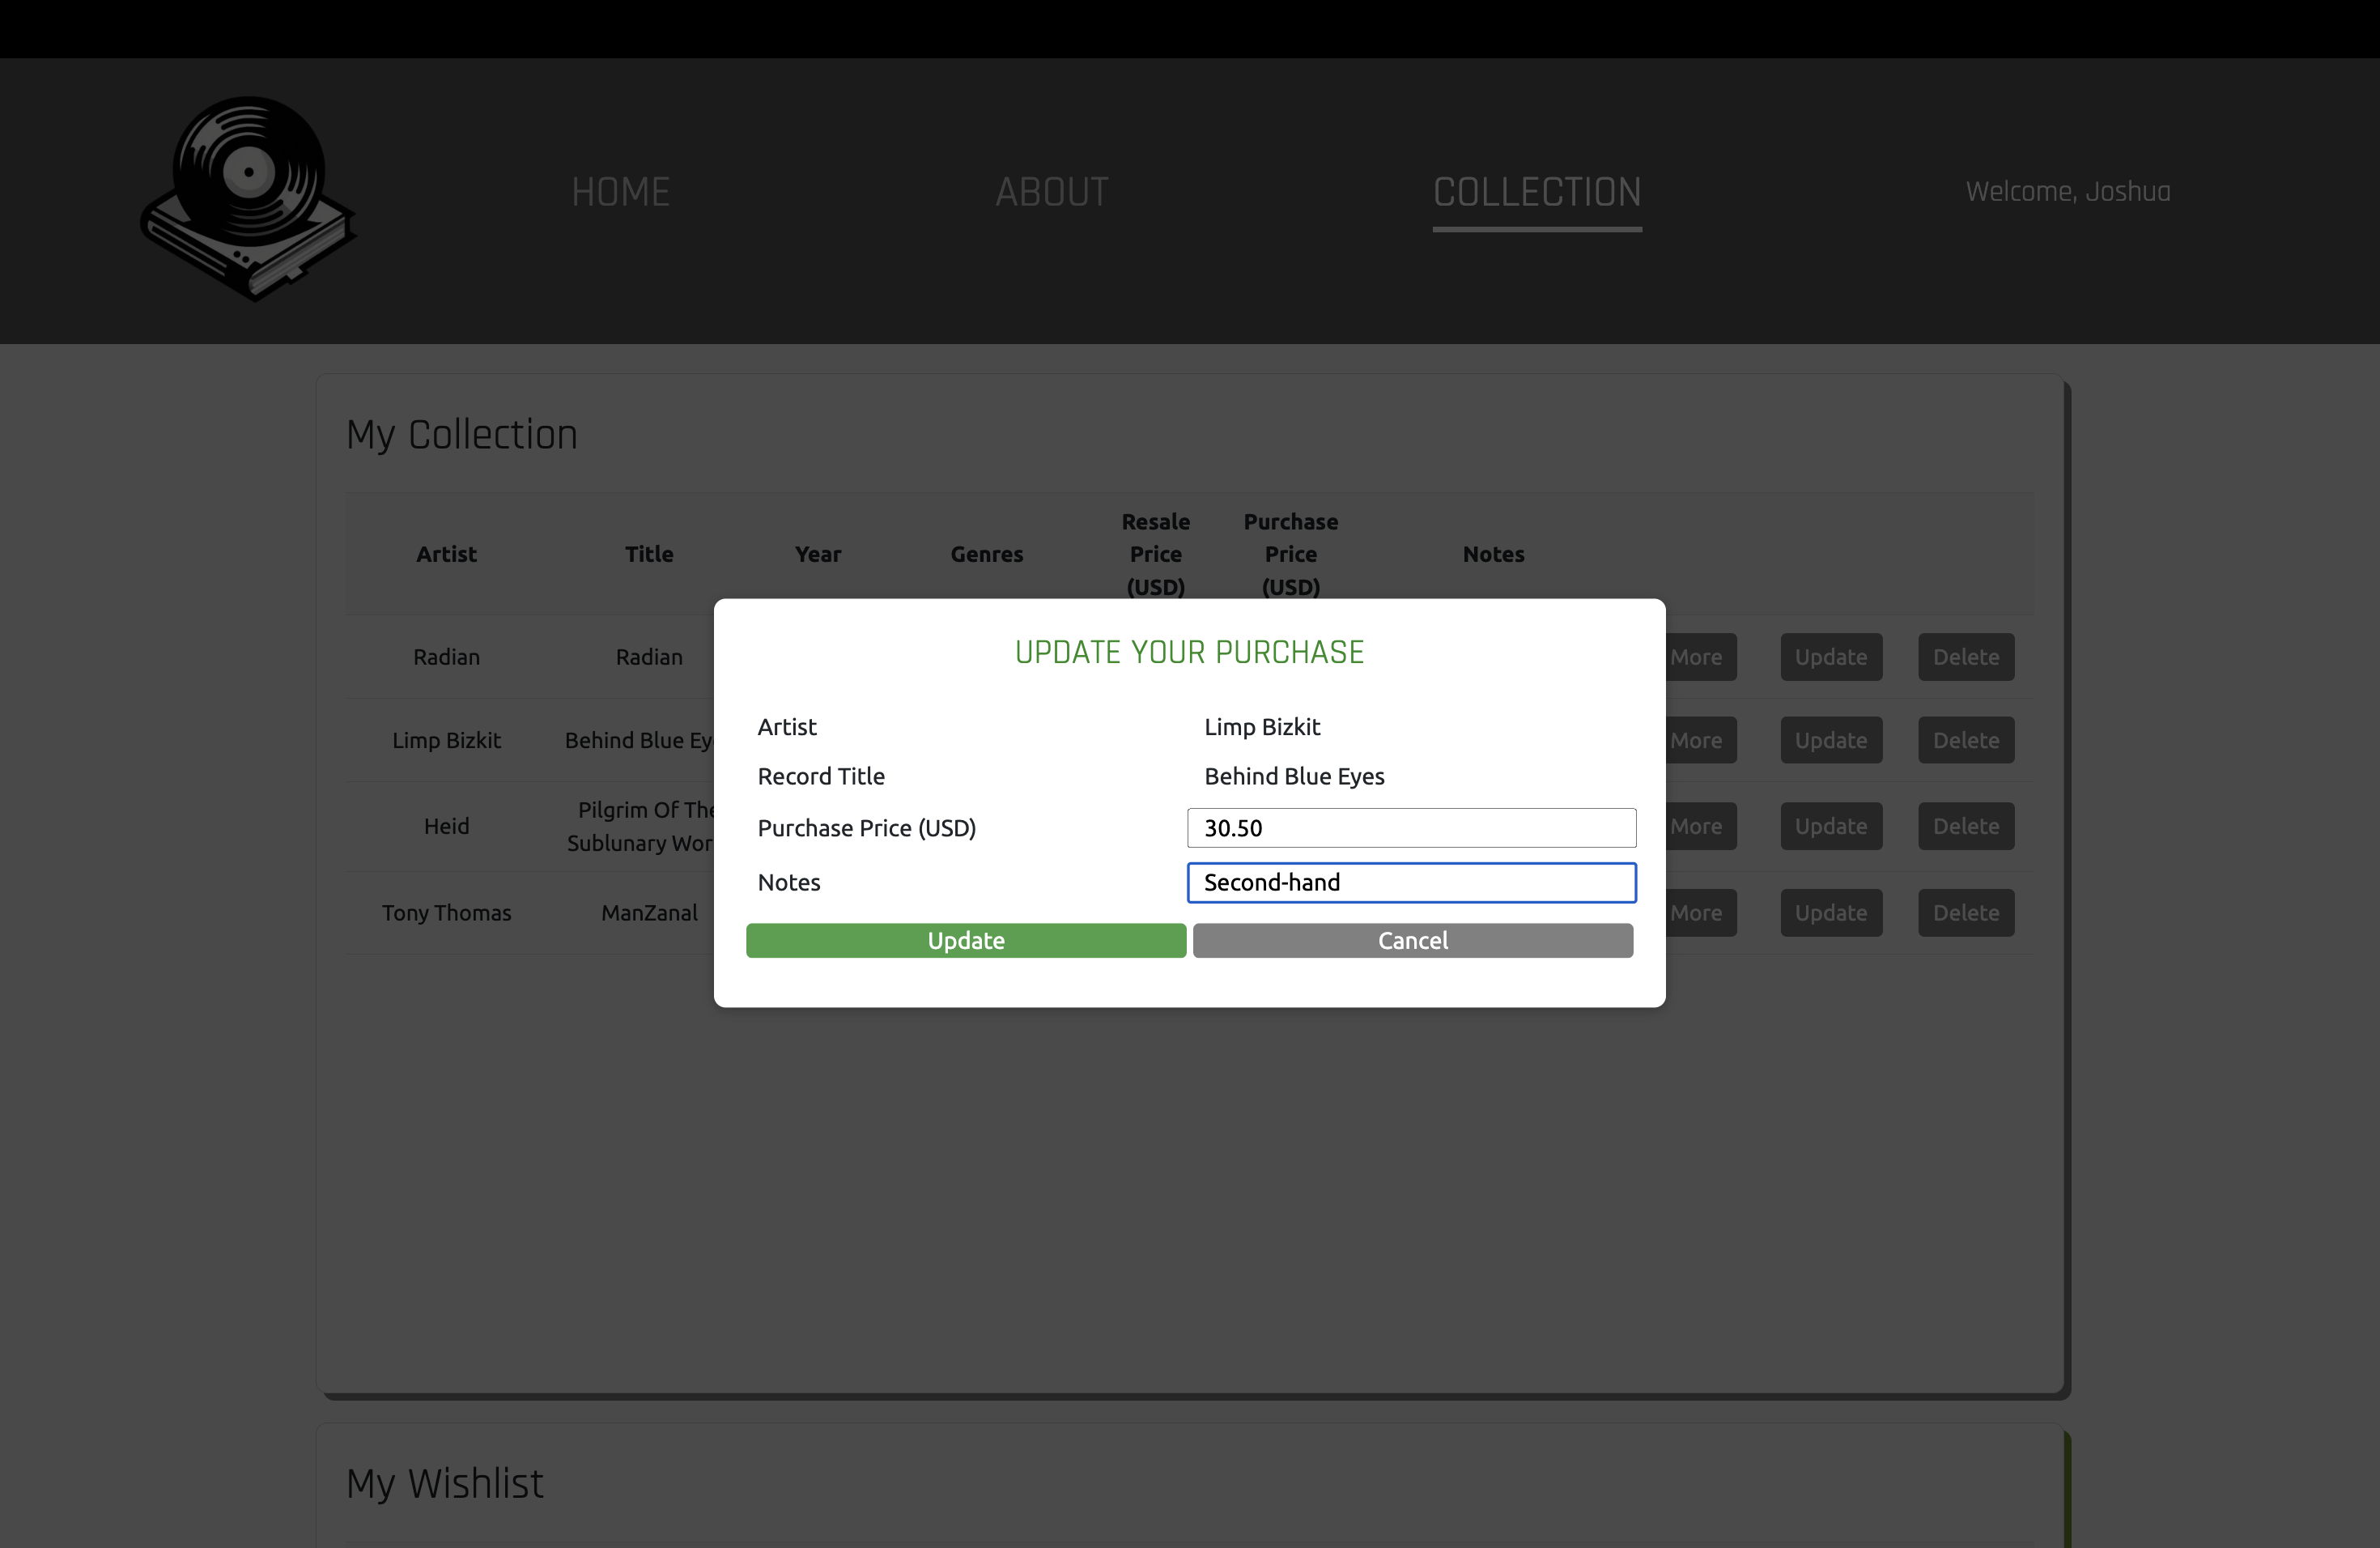 HOME ABOUT COLLECTION Welcome, Joshua
My Collection
Artist Title Year Genres Resale Price (USD) Purchase Price (USD) Notes
Radian Radian More Update Delete
Limp Bizkit Behind Blue Ey More Update Delete
Heid Pilgrim Of The More Update Delete
Sublunary Wor
Tony Thomas ManZanal More Update Delete
UPDATE YOUR PURCHASE
Artist Limp Bizkit
Record Title Behind Blue Eyes
Purchase Price (USD) 30.50
Notes Second-hand
Update Cancel
My Wishlist